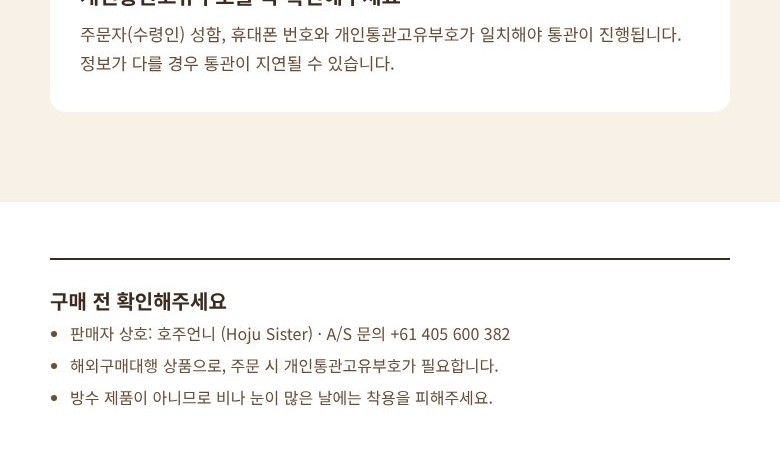 주문자(수령인) 성함, 휴대폰 번호와 개인통관고유부호가 일치해야 통관이 진행됩니다.
정보가 다를 경우 통관이 지연될 수 있습니다.
구매 전 확인해주세요
• 판매자 상호: 호주언니 (Hoju Sister) · A/S 문의 +61 405 600 382
• 해외구매대행 상품으로, 주문 시 개인통관고유부호가 필요합니다.
• 방수 제품이 아니므로 비나 눈이 많은 날에는 착용을 피해주세요.